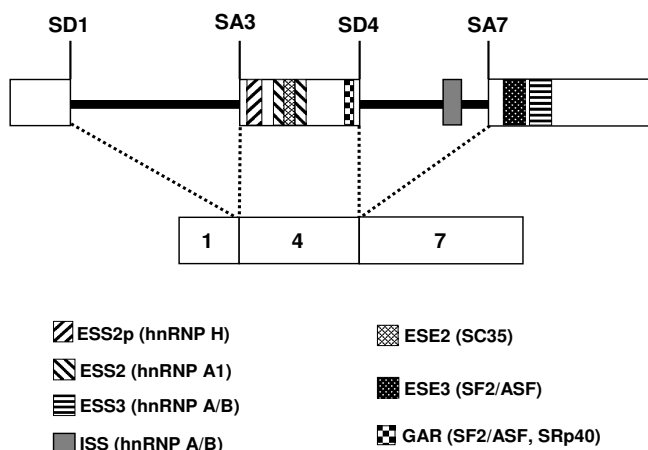 SD1 SA3 SD4 SA7
1 4 7
ESS2p (hnRNP H)
ESS2 (hnRNP A1)
ESS3 (hnRNP A/B)
ISS (hnRNP A/B)
ESE2 (SC35)
ESE3 (SF2/ASF)
GAR (SF2/ASF, SRp40)